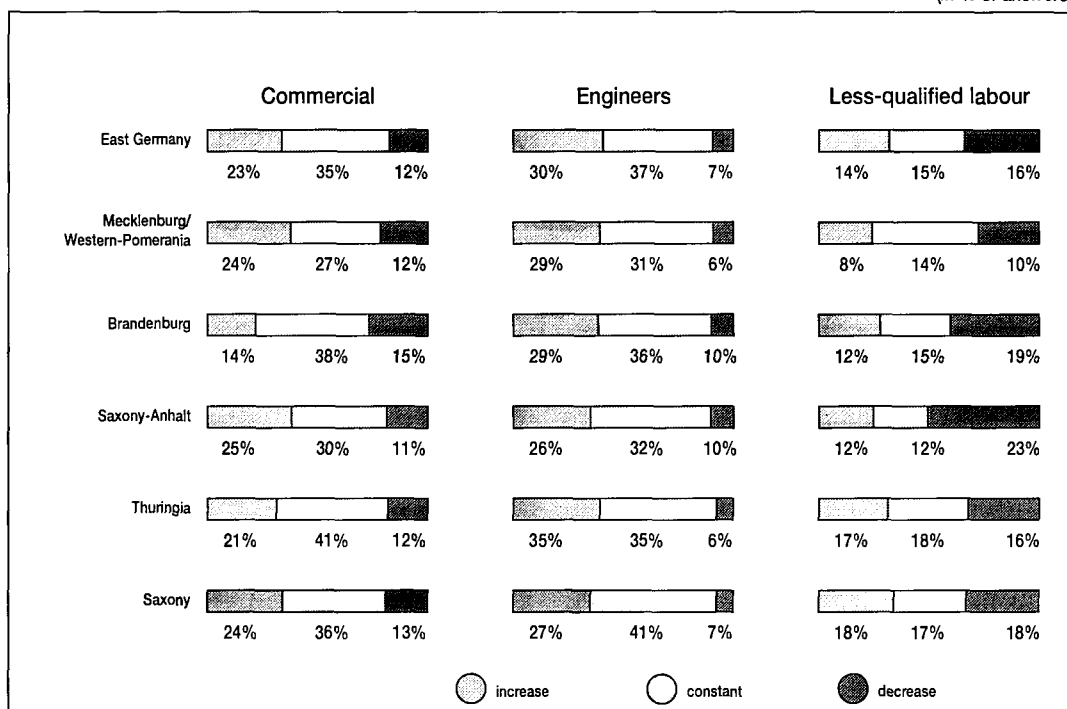 Commercial Engineers Less-qualified labour
East Germany
23% 35% 12% 30% 37% 7% 14% 15% 16%
Mecklenburg/
Western-Pomerania
24% 27% 12% 29% 31% 6% 8% 14% 10%
Brandenburg
14% 38% 15% 29% 36% 10% 12% 15% 19%
Saxony-Anhalt
25% 30% 11% 26% 32% 10% 12% 12% 23%
Thuringia
21% 41% 12% 35% 35% 6% 17% 18% 16%
Saxony
24% 36% 13% 27% 41% 7% 18% 17% 18%
increase constant decrease